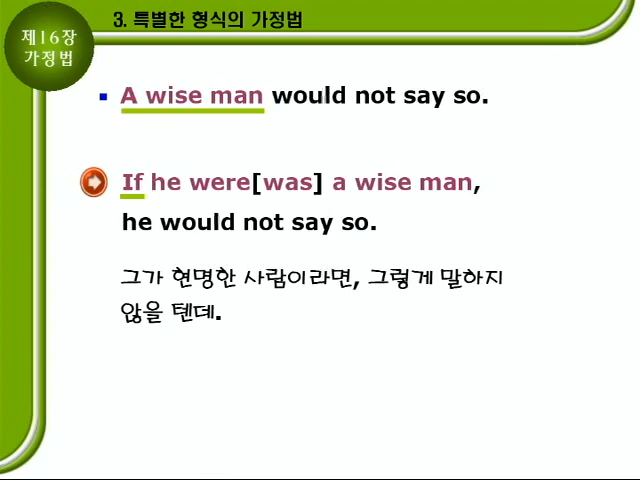 3. 특별한 형식의 가정법
제16장
가정법
A wise man would not say so.
If he were[was] a wise man,
he would not say so.
그가 현명한 사람이라면, 그렇게 말하지
않을 텐데.